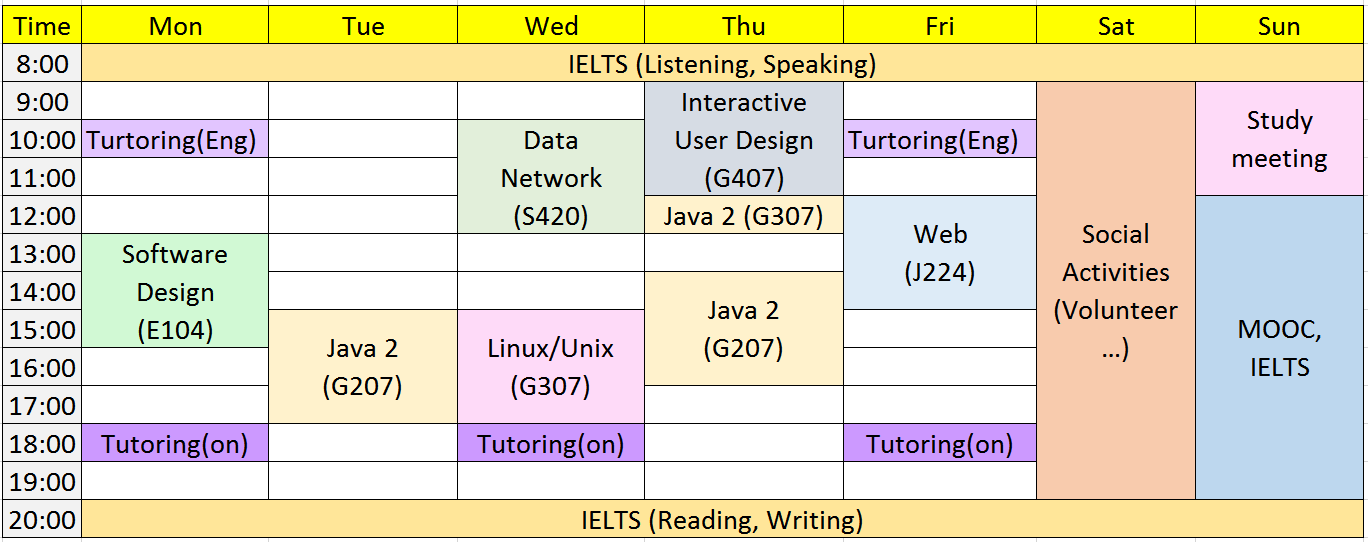 Time Mon Tue Wed Thu Fri Sat Sun
8:00 IELTS (Listening, Speaking)
9:00
10:00
11:00
12:00
13:00
14:00
15:00
16:00
17:00
18:00
19:00
Turtoring(Eng)
Software
Design
(E104)
Tutoring(on)
Java 2
(G207)
Data
Network
(S420)
Linux/Unix
(G307)
Tutoring(on)
Interactive
User Design
(G407)
Java 2 (G307)
Java 2
(G207)
Turtoring(Eng)
Web
(J224)
Tutoring(on)
Social
Activities
(Volunteer
...)
Study
meeting
MOOC,
IELTS
20:00 IELTS (Reading, Writing)